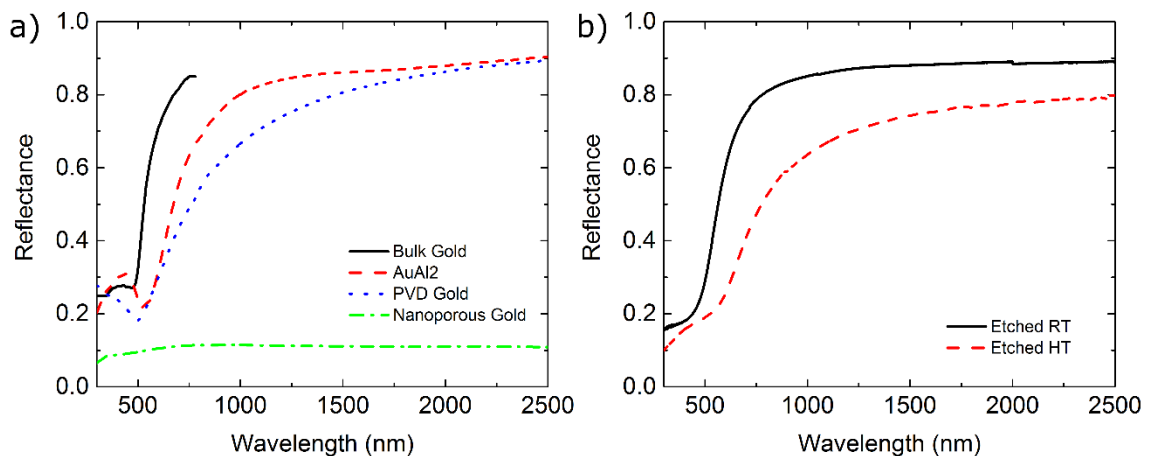 a)
1.0
0.8
0.6
0.4
0.2
0.0
Reflectance
500 1000 1500 2000 2500
Wavelength (nm)
Bulk Gold
AuAl2
PVD Gold
Nanoporous Gold
b)
1.0
0.8
0.6
0.4
0.2
0.0
Reflectance
500 1000 1500 2000 2500
Wavelength (nm)
Etched RT
Etched HT